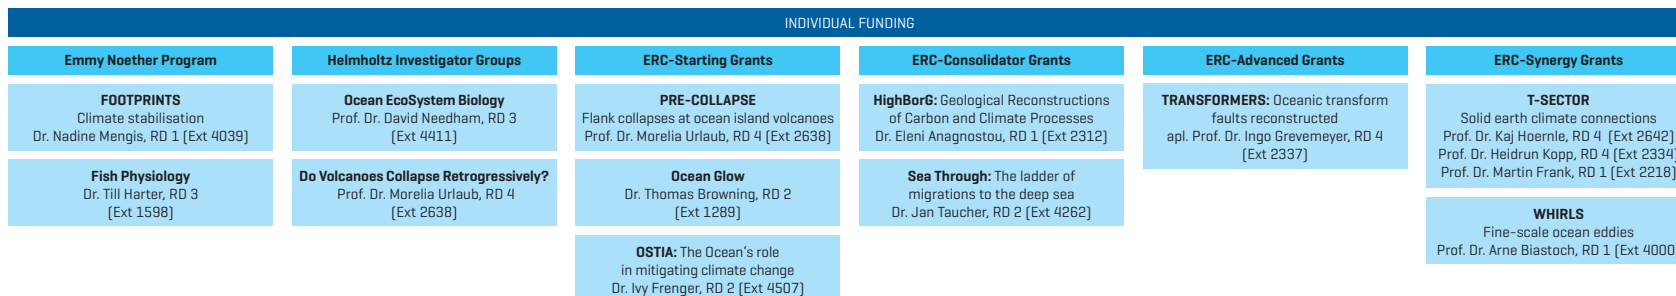 INDIVIDUAL FUNDING
Emmy Noether Program
FOOTPRINTS
Climate stabilisation
Dr. Nadine Mengis, RD 1 (Ext 4039)
Fish Physiology
Dr. Till Harter, RD 3
(Ext 1598)
Helmholtz Investigator Groups
Ocean EcoSystem Biology
Prof. Dr. David Needham, RD 3
(Ext 4411)
Do Volcanoes Collapse Retrogressively?
Prof. Dr. Morelia Urlaub, RD 4
(Ext 2638)
ERC-Starting Grants
PRE-COLLAPSE
Flank collapses at ocean island volcanoes
Prof. Dr. Morelia Urlaub, RD 4 (Ext 2638)
Ocean Glow
Dr. Thomas Browning, RD 2
(Ext 1289)
OSTIA: The Ocean's role
in mitigating climate change
Dr. Ivy Frenger, RD 2 (Ext 4507)
ERC-Consolidator Grants
HighBorG: Geological Reconstructions
of Carbon and Climate Processes
Dr. Eleni Anagnostou, RD 1 (Ext 2312)
Sea Through: The ladder of
migrations to the deep sea
Dr. Jan Taucher, RD 2 (Ext 4262)
ERC-Advanced Grants
TRANSFORMERS: Oceanic transform
faults reconstructed
apl. Prof. Dr. Ingo Grevemeyer, RD 4
(Ext 2337)
ERC-Synergy Grants
T-SECTOR
Solid earth climate connections
Prof. Dr. Kaj Hoernle, RD 4 (Ext 2642)
Prof. Dr. Heidrun Kopp, RD 4 (Ext 2334)
Prof. Dr. Martin Frank, RD 1 (Ext 2218)
WHIRLS
Fine-scale ocean eddies
Prof. Dr. Arne Biastoch, RD 1 (Ext 4000